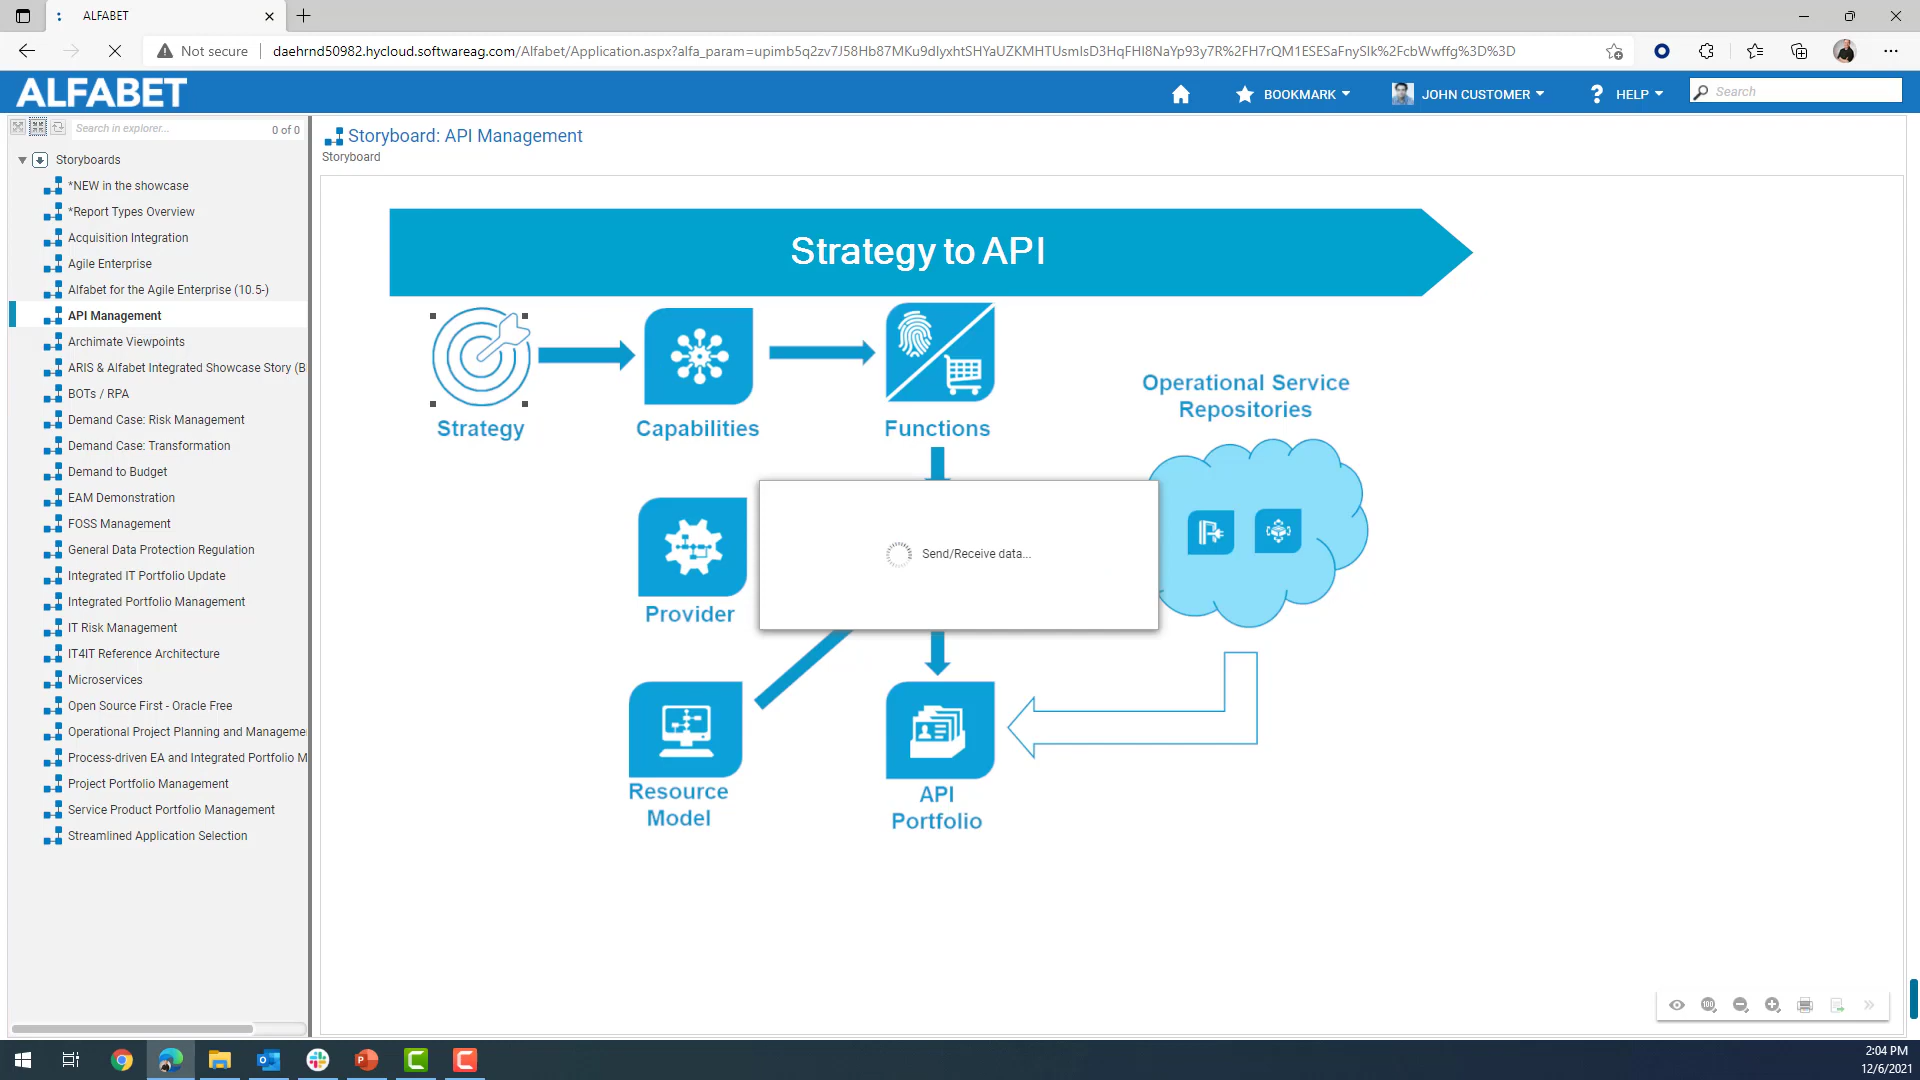 ALFABET
Not secure
daehrnd50982.hycloud.softwareag.com/Alfabet/Application.aspx?alfa_param=upimb5q2zv7J58Hb87MKu9dIyxhtSHYaUZKMHTUsmIsD3HqFHl8NaYp93y7R%2FH7rQM1ESESaFnySlk%2FcbWwffg%3D%3D
ALFABET
BOOKMARK
JOHN CUSTOMER
? HELP
Search
Search in explorer...
0 of 0
Storyboards
*NEW in the showcase
*Report Types Overview
Acquisition Integration
Agile Enterprise
Alfabet for the Agile Enterprise (10.5-)
API Management
Archimate Viewpoints
ARIS & Alfabet Integrated Showcase Story (B
BOTs / RPA
Demand Case: Risk Management
Demand Case: Transformation
Demand to Budget
EAM Demonstration
FOSS Management
General Data Protection Regulation
Integrated IT Portfolio Update
Integrated Portfolio Management
IT Risk Management
IT4IT Reference Architecture
Microservices
Open Source First - Oracle Free
Operational Project Planning and Manageme
Process-driven EA and Integrated Portfolio M
Project Portfolio Management
Service Product Portfolio Management
Streamlined Application Selection
Storyboard: API Management
Storyboard
Strategy to API
Strategy
Capabilities
Functions
Operational Service
Repositories
Provider
Send/Receive data...
Resource
Model
API
Portfolio
100
2:04 PM
12/6/2021